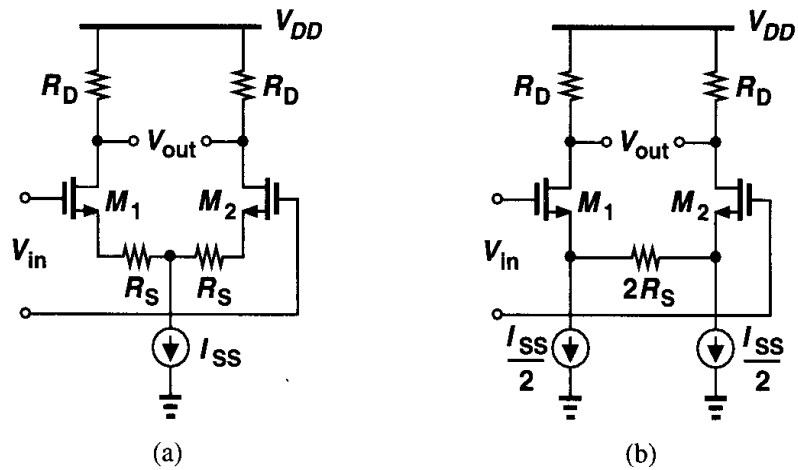 V_DD
R_D R_D
V_out
M_1 M_2
V_in
R_S R_S
I_SS
(a)
V_DD
R_D R_D
V_out
M_1 M_2
V_in
2R_S
I_SS/2 I_SS/2
(b)